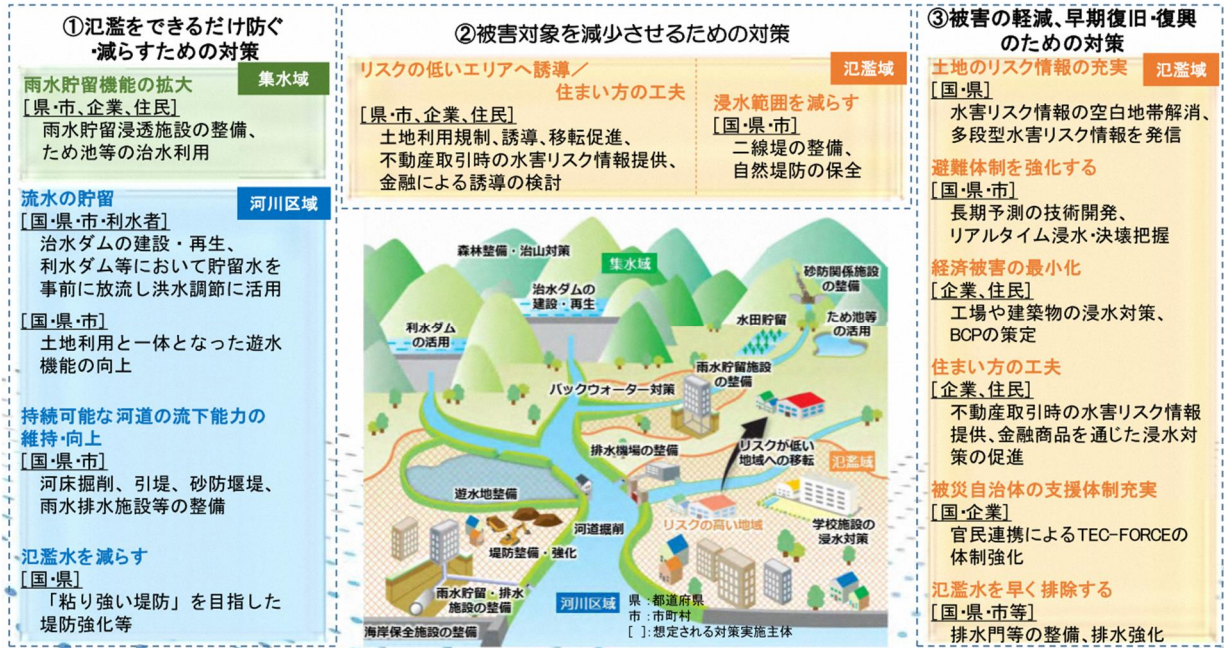 ①氾濫をできるだけ防ぐ
・減らすための対策
集水域
雨水貯留機能の拡大
[県・市、企業、住民]
雨水貯留浸透施設の整備、
ため池等の治水利用
河川区域
流水の貯留
[国・県・市・利水者]
治水ダムの建設・再生、
利水ダム等において貯留水を
事前に放流し洪水調節に活用
[国・県・市]
土地利用と一体となった遊水
機能の向上
持続可能な河道の流下能力の
維持・向上
[国・県・市]
河床掘削、引堤、砂防堰堤、
雨水排水施設等の整備
氾濫水を減らす
[国・県]
「粘り強い堤防」を目指した
堤防強化等
②被害対象を減少させるための対策
リスクの低いエリアへ誘導／
住まい方の工夫
[県・市、企業、住民]
土地利用規制、誘導、移転促進、
不動産取引時の水害リスク情報提供、
金融による誘導の検討
氾濫域
浸水範囲を減らす
[国・県・市]
二線堤の整備、
自然堤防の保全
森林整備・治山対策
集水域
砂防関係施設
の整備
治水ダムの
建設・再生
利水ダム
の活用
水田貯留
ため池等
の活用
雨水貯留施設
の整備
バックウォーター対策
排水機場の整備
リスクが低い
地域への移転
氾濫域
遊水地整備
河道掘削
リスクの高い地域
学校施設の
浸水対策
堤防整備・強化
雨水貯留・排水
施設の整備
河川区域
海岸保全施設の整備
県：都道府県
市：市町村
[ ]：想定される対策実施主体
③被害の軽減、早期復旧・復興
のための対策
土地のリスク情報の充実
氾濫域
[国・県]
水害リスク情報の空白地帯解消、
多段型水害リスク情報を発信
避難体制を強化する
[国・県・市]
長期予測の技術開発、
リアルタイム浸水・決壊把握
経済被害の最小化
[企業、住民]
工場や建築物の浸水対策、
BCPの策定
住まい方の工夫
[企業、住民]
不動産取引時の水害リスク情報
提供、金融商品を通じた浸水対
策の促進
被災自治体の支援体制充実
[国・企業]
官民連携によるTEC-FORCEの
体制強化
氾濫水を早く排除する
[国・県・市等]
排水門等の整備、排水強化